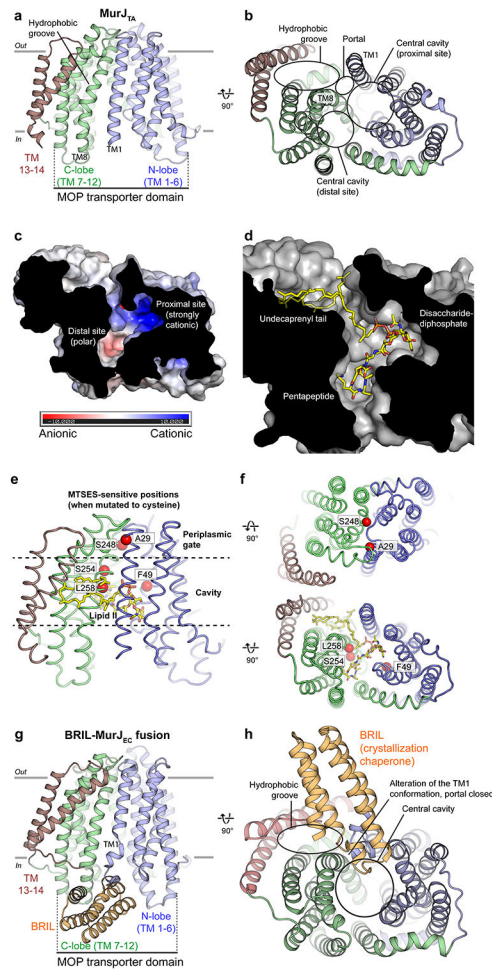 a
MurJTA
Hydrophobic
groove
Out
In
TM8
TM1
TM
13-14
C-lobe
(TM 7-12)
N-lobe
(TM 1-6)
MOP transporter domain
90°
b
Hydrophobic
groove
Portal
TM1
Central cavity
(proximal site)
TM8
Central cavity
(distal site)
c
Proximal site
(strongly
cationic)
Distal site
(polar)
Anionic
Cationic
d
Undecaprenyl tail
Disaccharide-
diphosphate
Pentapeptide
e
MTSES-sensitive positions
(when mutated to cysteine)
S248
A29
Periplasmic
gate
S254
L258
F49
Cavity
Lipid II
90°
90°
f
S248
A29
L258
S254
F49
g
BRIL-MurJEC fusion
Out
In
TM1
TM
13-14
BRIL
N-lobe
(TM 1-6)
C-lobe (TM 7-12)
MOP transporter domain
90°
h
BRIL
(crystallization
chaperone)
Hydrophobic
groove
Alteration of the TM1
conformation, portal closed
Central cavity